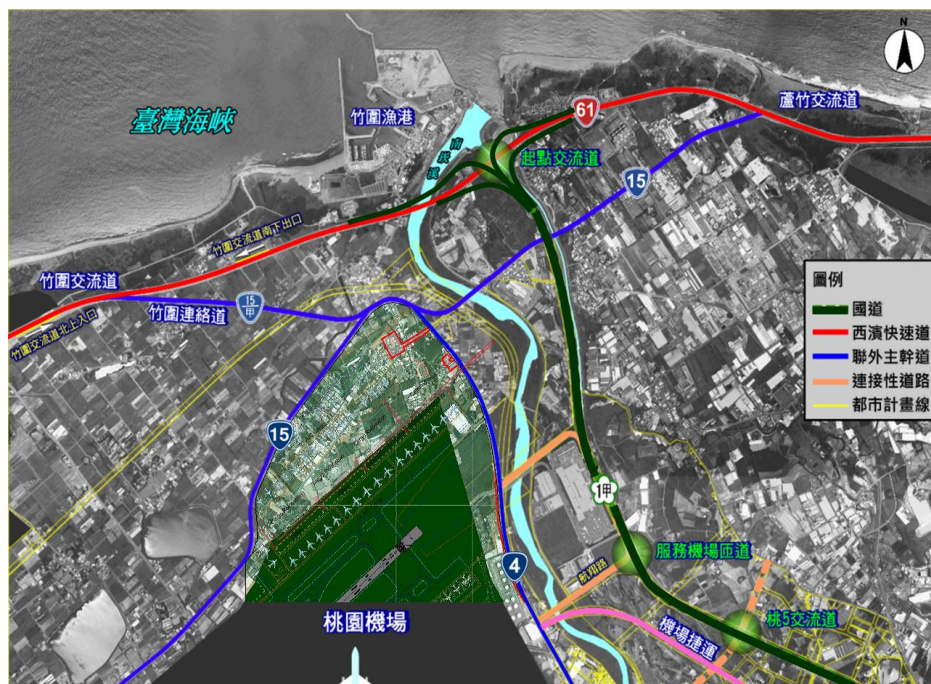 N
臺灣海峽
竹圍漁港
南崁溪
61
起點交流道
蘆竹交流道
15
竹圍交流道南下出口
竹圍交流道
15甲
竹圍連絡道
竹圍交流道北上入口
圖例
國道
西濱快速道
聯外主幹道
連接性道路
都市計畫線
15
1甲
4
服務機場匝道
航翔路
桃園機場
機場捷運
桃5交流道